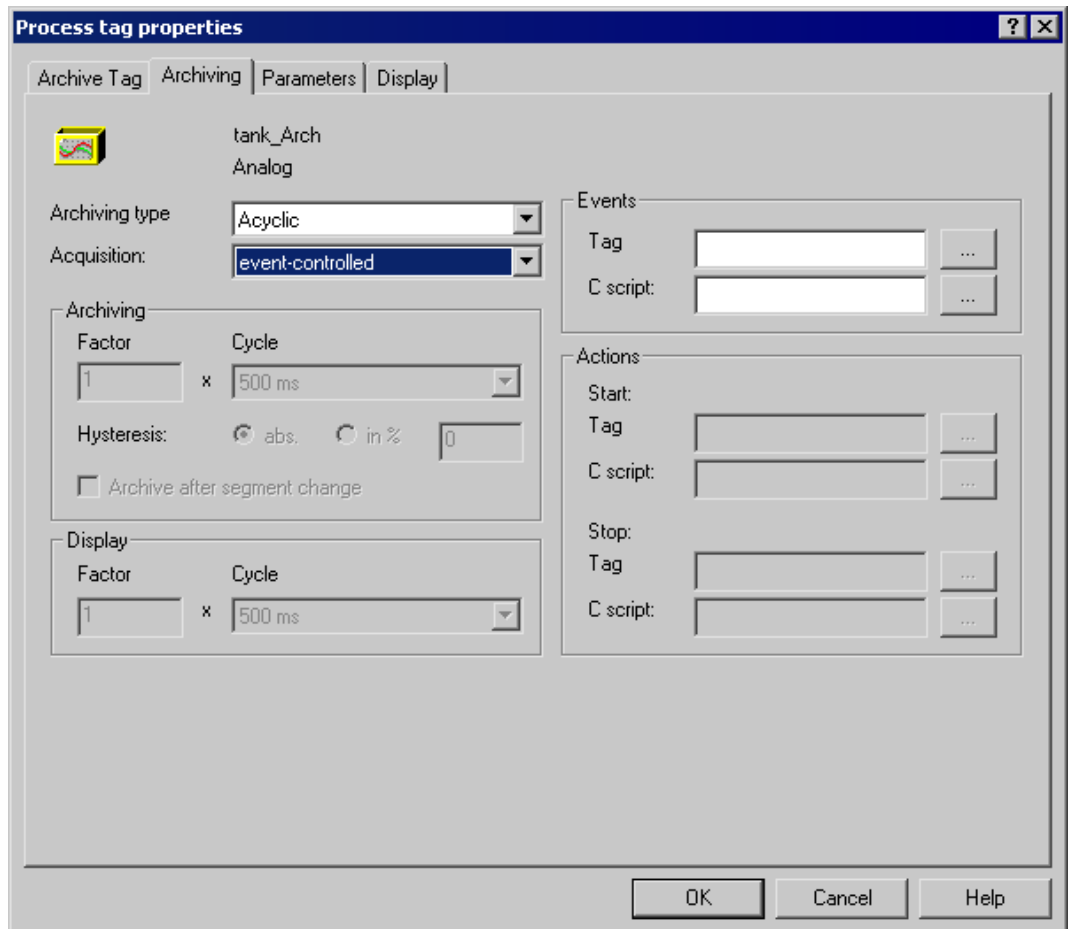 Process tag properties
Archive Tag Archiving Parameters Display
tank_Arch
Analog
Archiving type Acyclic
Acquisition: event-controlled
Archiving
Factor Cycle
1 x 500 ms
Hysteresis: abs. in % 0
Archive after segment change
Display
Factor Cycle
1 x 500 ms
Events
Tag ...
C script: ...
Actions
Start:
Tag ...
C script: ...
Stop:
Tag ...
C script: ...
OK Cancel Help